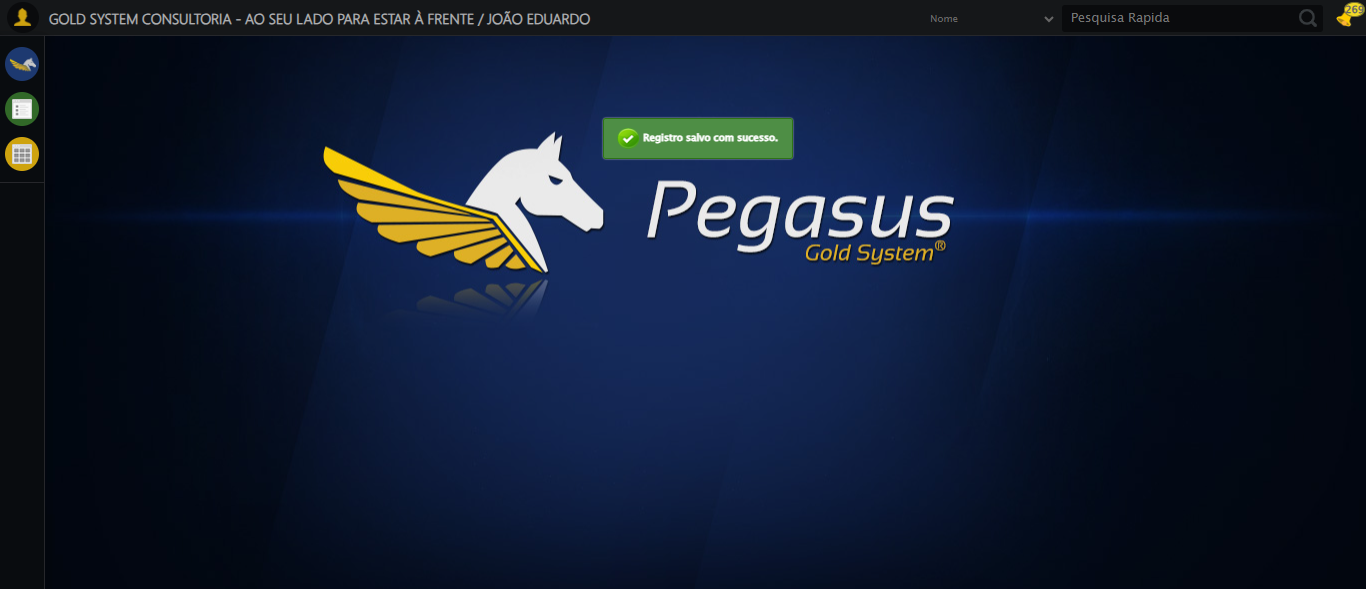 GOLD SYSTEM CONSULTORIA - AO SEU LADO PARA ESTAR À FRENTE / JOÃO EDUARDO
Nome
Pesquisa Rapida
269
Registro salvo com sucesso.
Pegasus
Gold System®